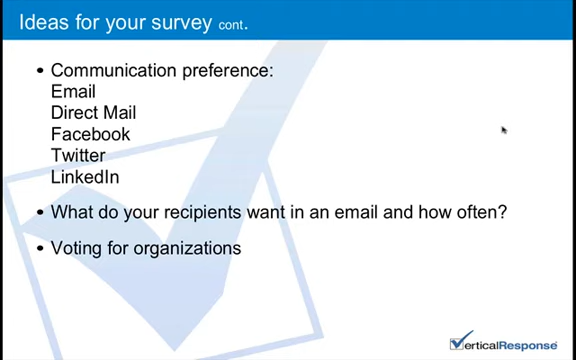 Ideas for your survey cont.
• Communication preference:
Email
Direct Mail
Facebook
Twitter
LinkedIn
• What do your recipients want in an email and how often?
• Voting for organizations
VerticalResponse